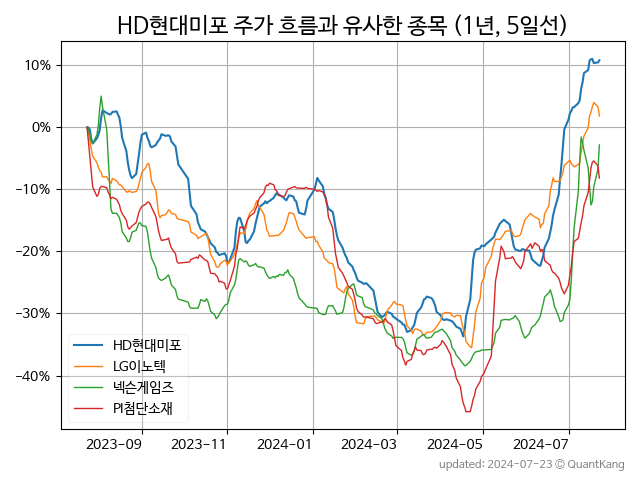 HD현대미포 주가 흐름과 유사한 종목 (1년, 5일선)
10%
0%
−10%
−20%
−30%
−40%
HD현대미포
LG이노텍
넥슨게임즈
PI첨단소재
2023-09
2023-11
2024-01
2024-03
2024-05
2024-07
updated: 2024-07-23 © QuantKang